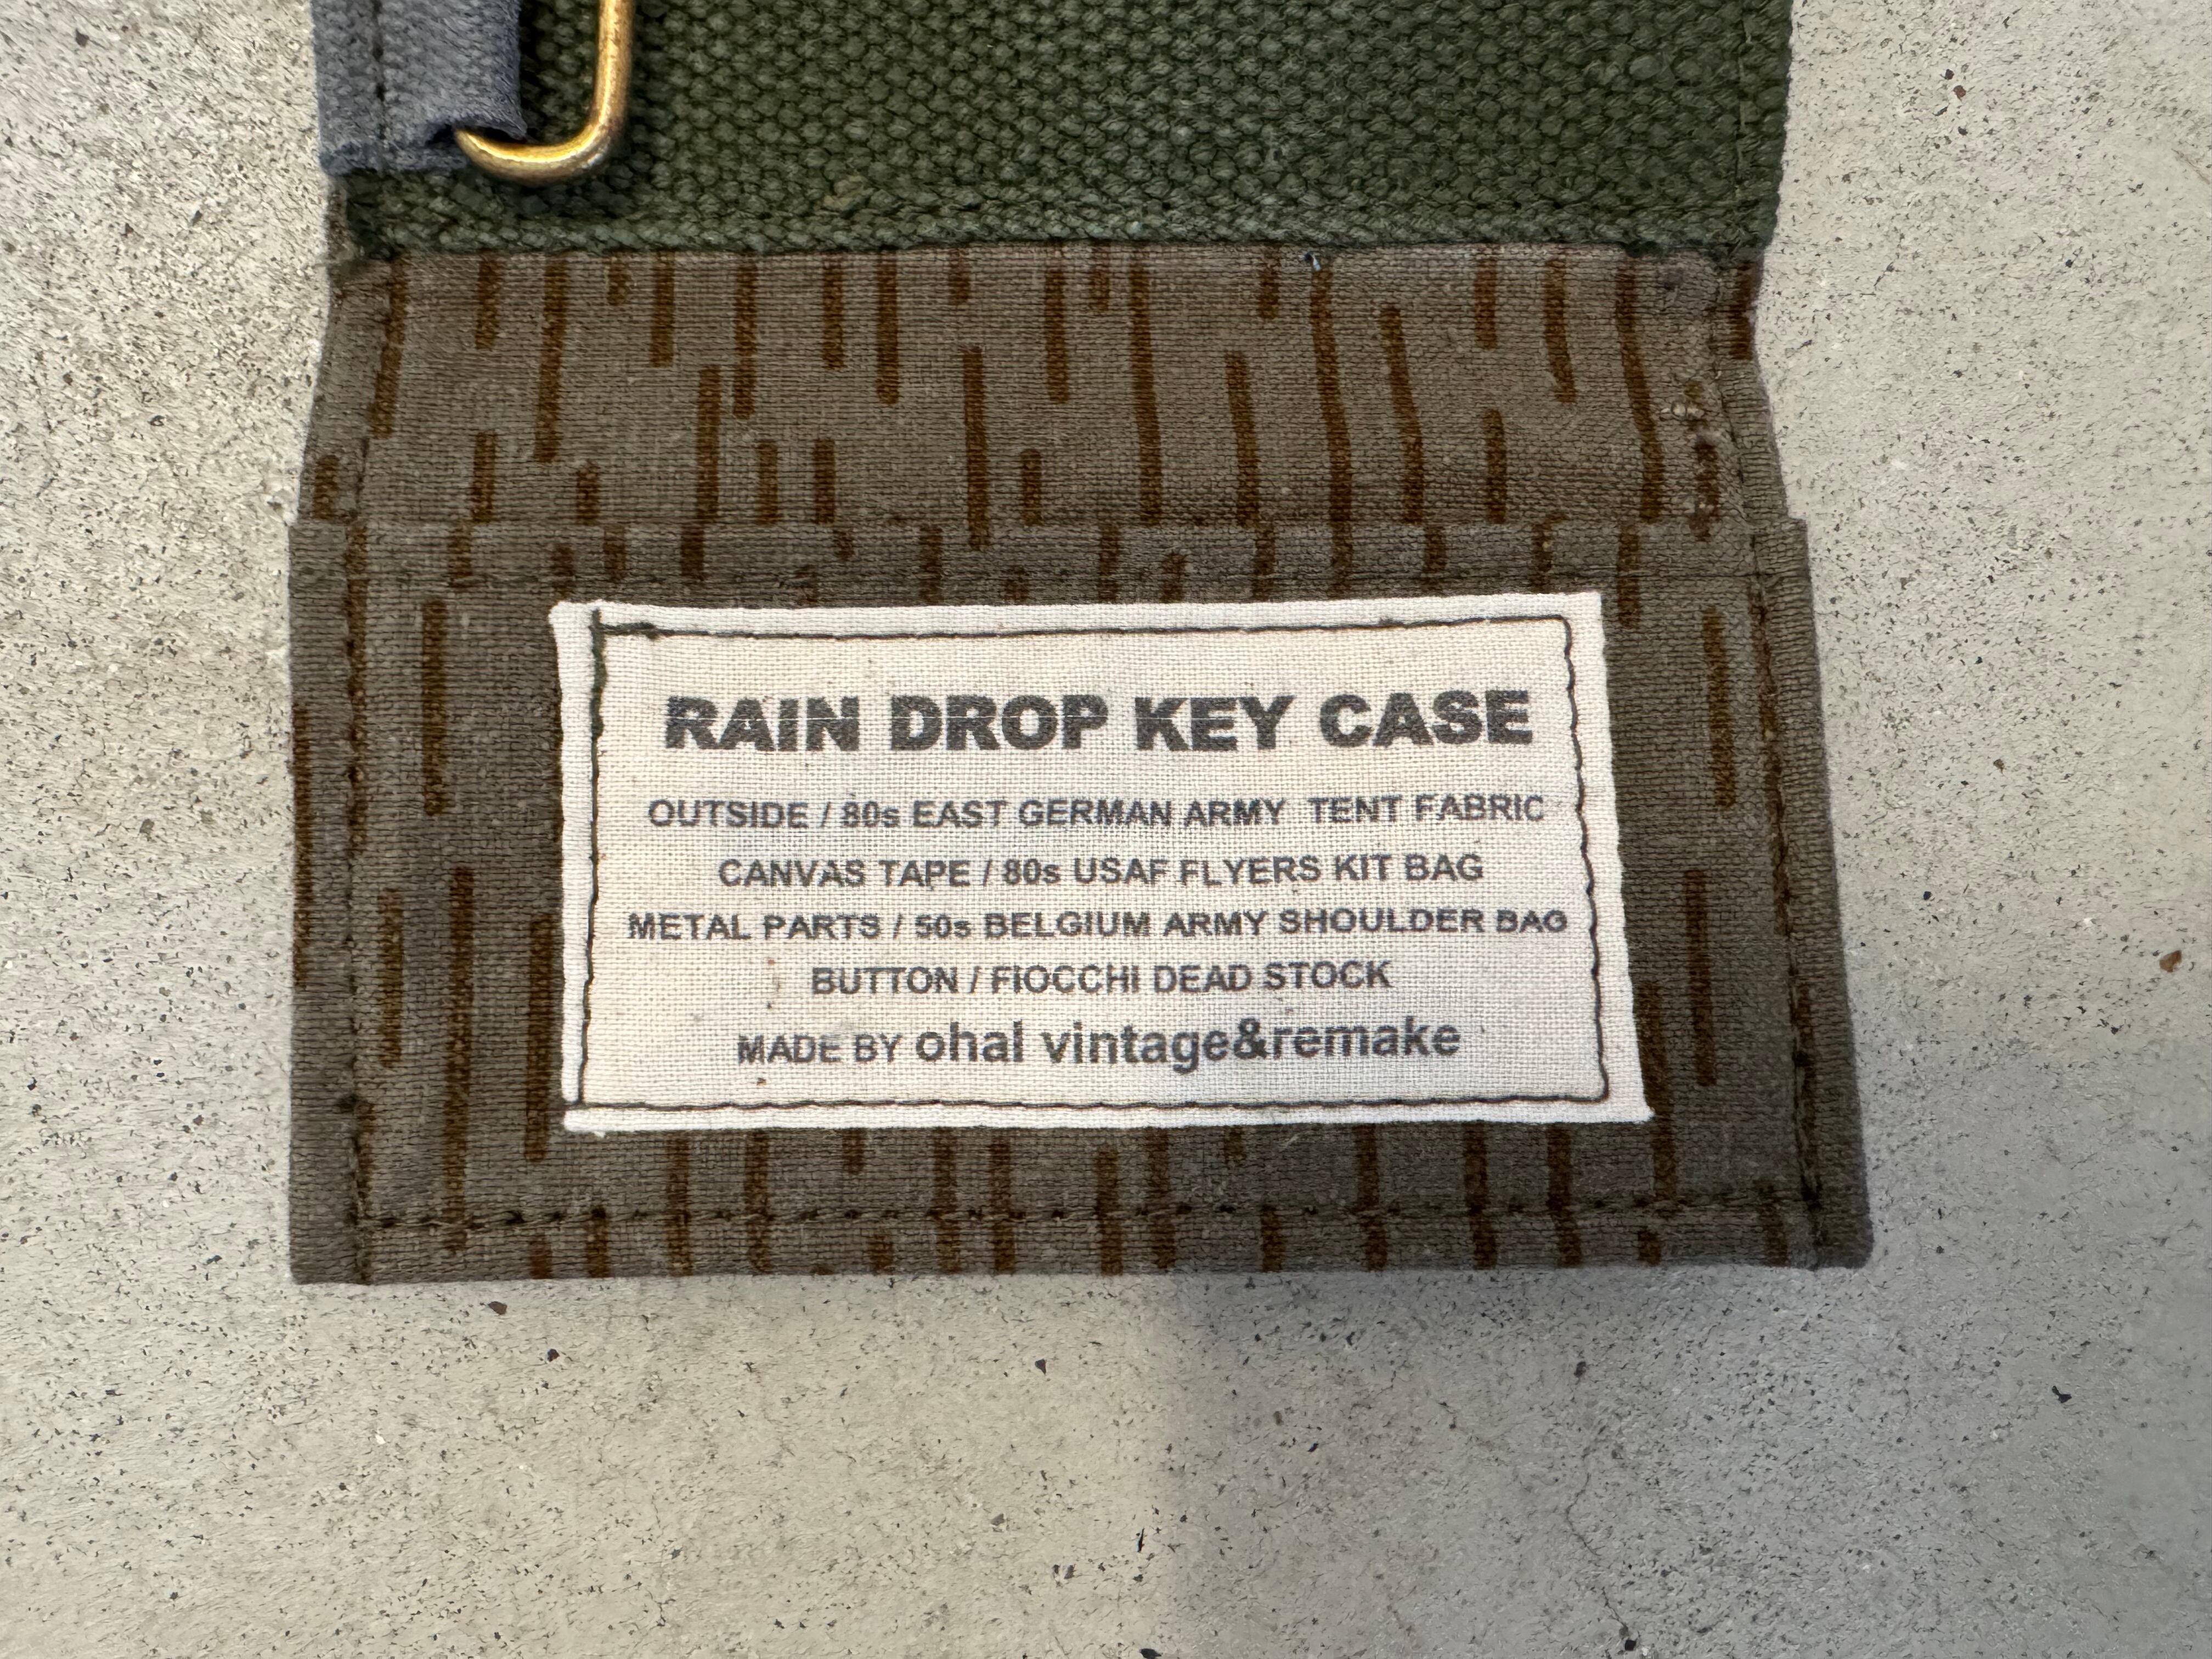 RAIN DROP KEY CASE
OUTSIDE / 80s EAST GERMAN ARMY TENT FABRIC
CANVAS TAPE / 80s USAF FLYERS KIT BAG
METAL PARTS / 50s BELGIUM ARMY SHOULDER BAG
BUTTON / FIOCCHI DEAD STOCK
MADE BY ohal vintage&remake